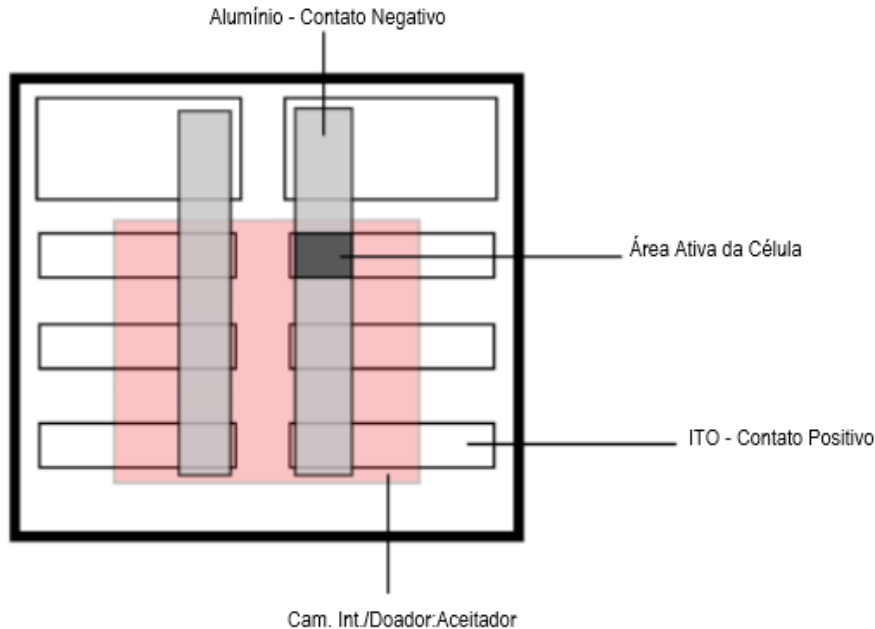 Alumínio - Contato Negativo
Área Ativa da Célula
ITO - Contato Positivo
Cam. Int./Doador:Aceitador